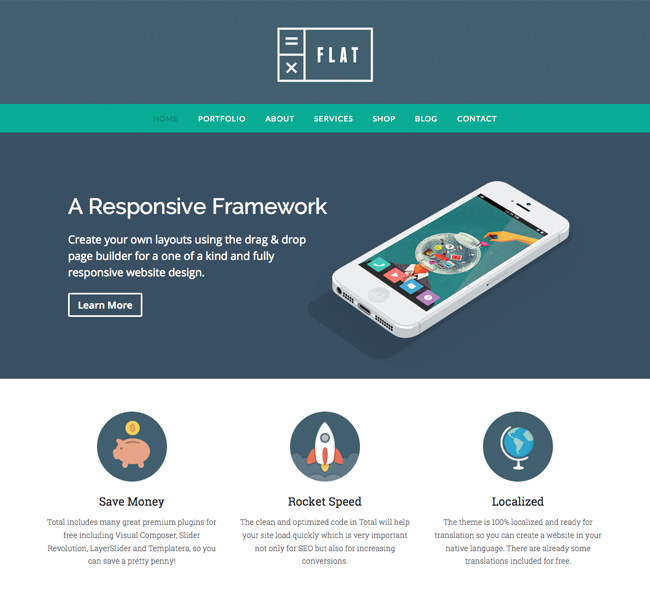 FLAT
HOME PORTFOLIO ABOUT SERVICES SHOP BLOG CONTACT
A Responsive Framework
Create your own layouts using the drag & drop
page builder for a one of a kind and fully
responsive website design.
Learn More
Save Money
Total includes many great premium plugins for
free including Visual Composer, Slider
Revolution, LayerSlider and Templatera, so you
can save a pretty penny!
Rocket Speed
The clean and optimized code in Total will help
your site load quickly which is very important
not only for SEO but also for increasing
conversions.
Localized
The theme is 100% localized and ready for
translation so you can create a website in your
native language. There are already some
translations included for free.